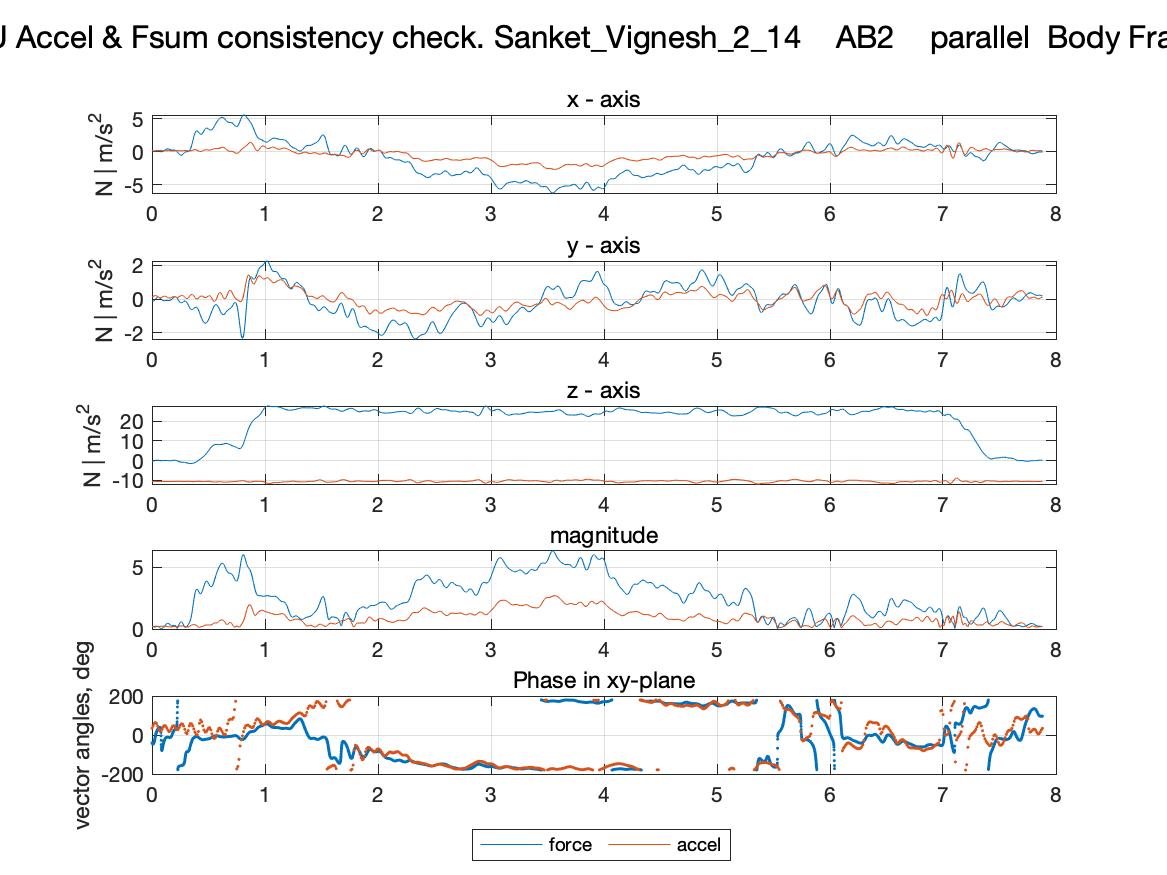 Accel & Fsum consistency check. Sanket_Vignesh_2_14 AB2 parallel Body
x - axis
N | m/s²
5
0
-5
0 1 2 3 4 5 6 7 8
y - axis
N | m/s²
2
0
-2
0 1 2 3 4 5 6 7 8
z - axis
N | m/s²
20
10
0
-10
0 1 2 3 4 5 6 7 8
magnitude
5
0
0 1 2 3 4 5 6 7 8
Phase in xy-plane
vector angles, deg
200
0
-200
0 1 2 3 4 5 6 7 8
force accel